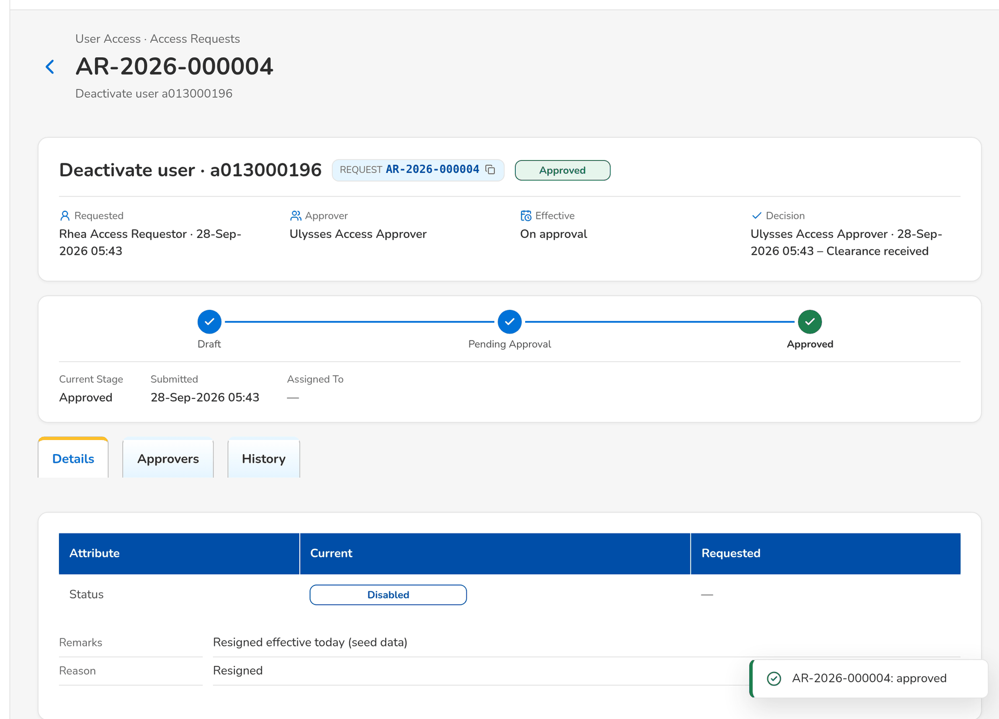 User Access · Access Requests
AR-2026-000004
Deactivate user a013000196
Deactivate user · a013000196
REQUEST AR-2026-000004
Approved
Requested
Rhea Access Requestor · 28-Sep-
2026 05:43
Approver
Ulysses Access Approver
Effective
On approval
Decision
Ulysses Access Approver · 28-Sep-
2026 05:43 – Clearance received
Draft
Pending Approval
Approved
Current Stage
Approved
Submitted
28-Sep-2026 05:43
Assigned To
—
Details
Approvers
History
Attribute
Current
Requested
Status
Disabled
—
Remarks
Resigned effective today (seed data)
Reason
Resigned
AR-2026-000004: approved